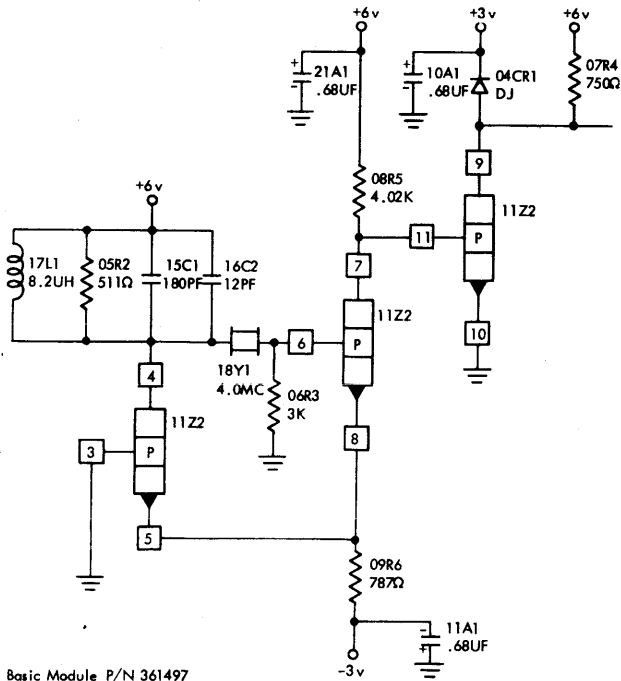 +6v
+3v
+6v
+
-
21A1
.68UF
+
-
10A1
.68UF
04CR1
DJ
07R4
750Ω
9
08R5
4.02K
11Z2
11
P
+6v
7
17L1
8.2UH
05R2
511Ω
15C1
180PF
16C2
12PF
11Z2
10
6
P
18Y1
4.0MC
4
06R3
3K
11Z2
8
3
P
5
09R6
787Ω
-
+
11A1
.68UF
-3v
Basic Module P/N 361497